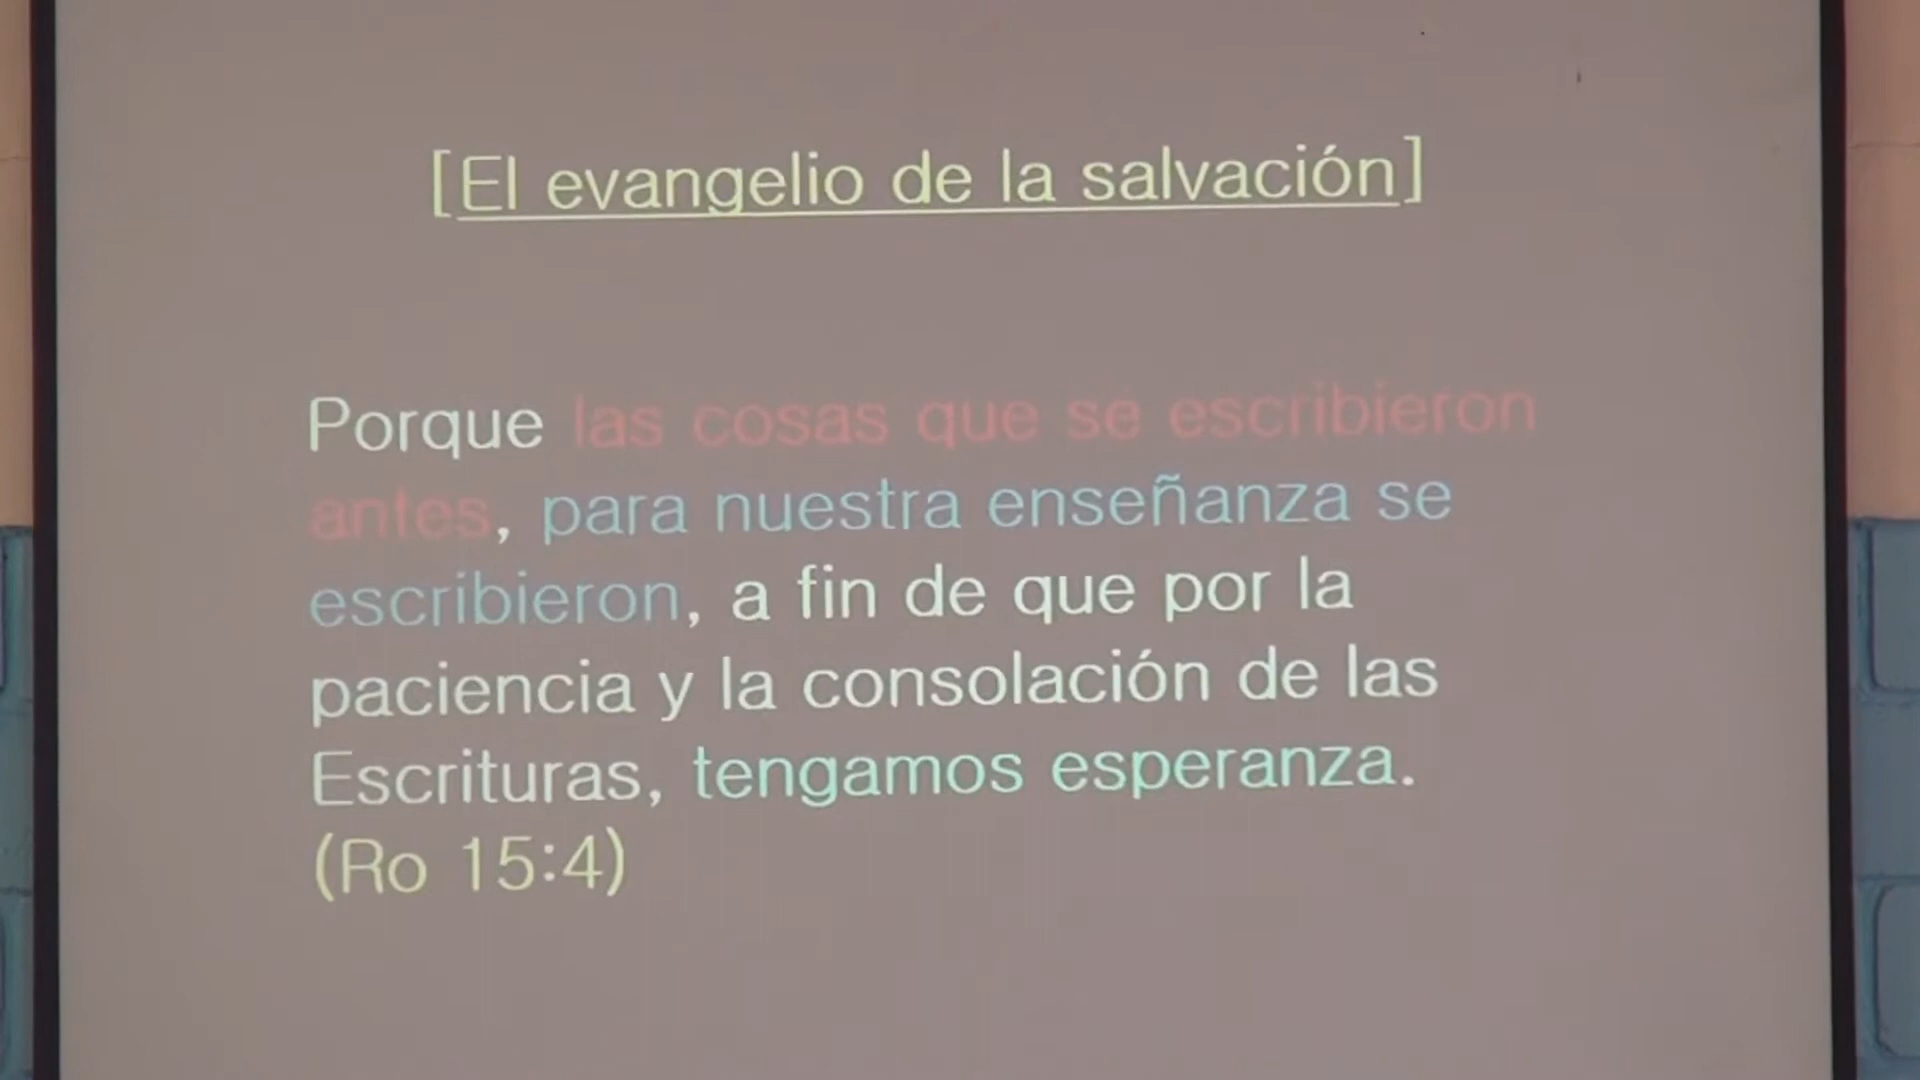 [El evangelio de la salvación]
Porque las cosas que se escribieron
antes, para nuestra enseñanza se
escribieron, a fin de que por la
paciencia y la consolación de las
Escrituras, tengamos esperanza.
(Ro 15:4)